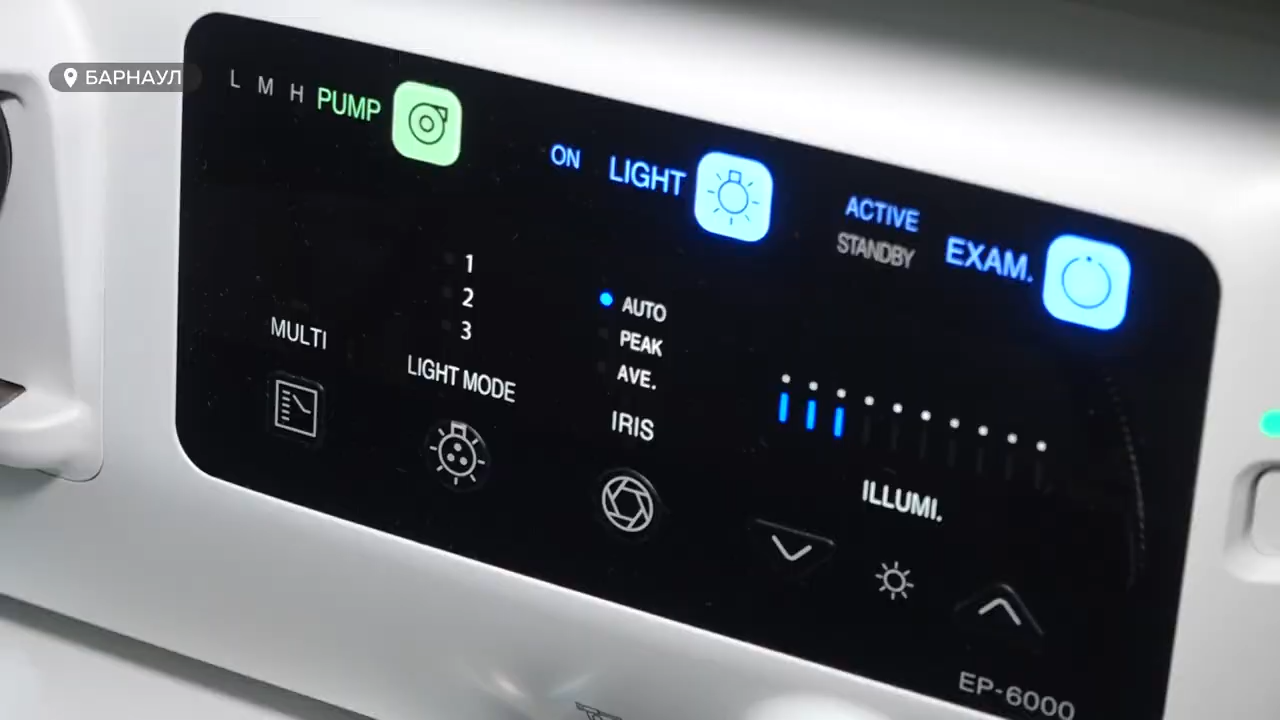 БАРНАУЛ
L M H PUMP
ON LIGHT
ACTIVE
STANDBY
EXAM.
1
2
3
AUTO
PEAK
AVE.
MULTI
LIGHT MODE
IRIS
ILLUMI.
EP-6000